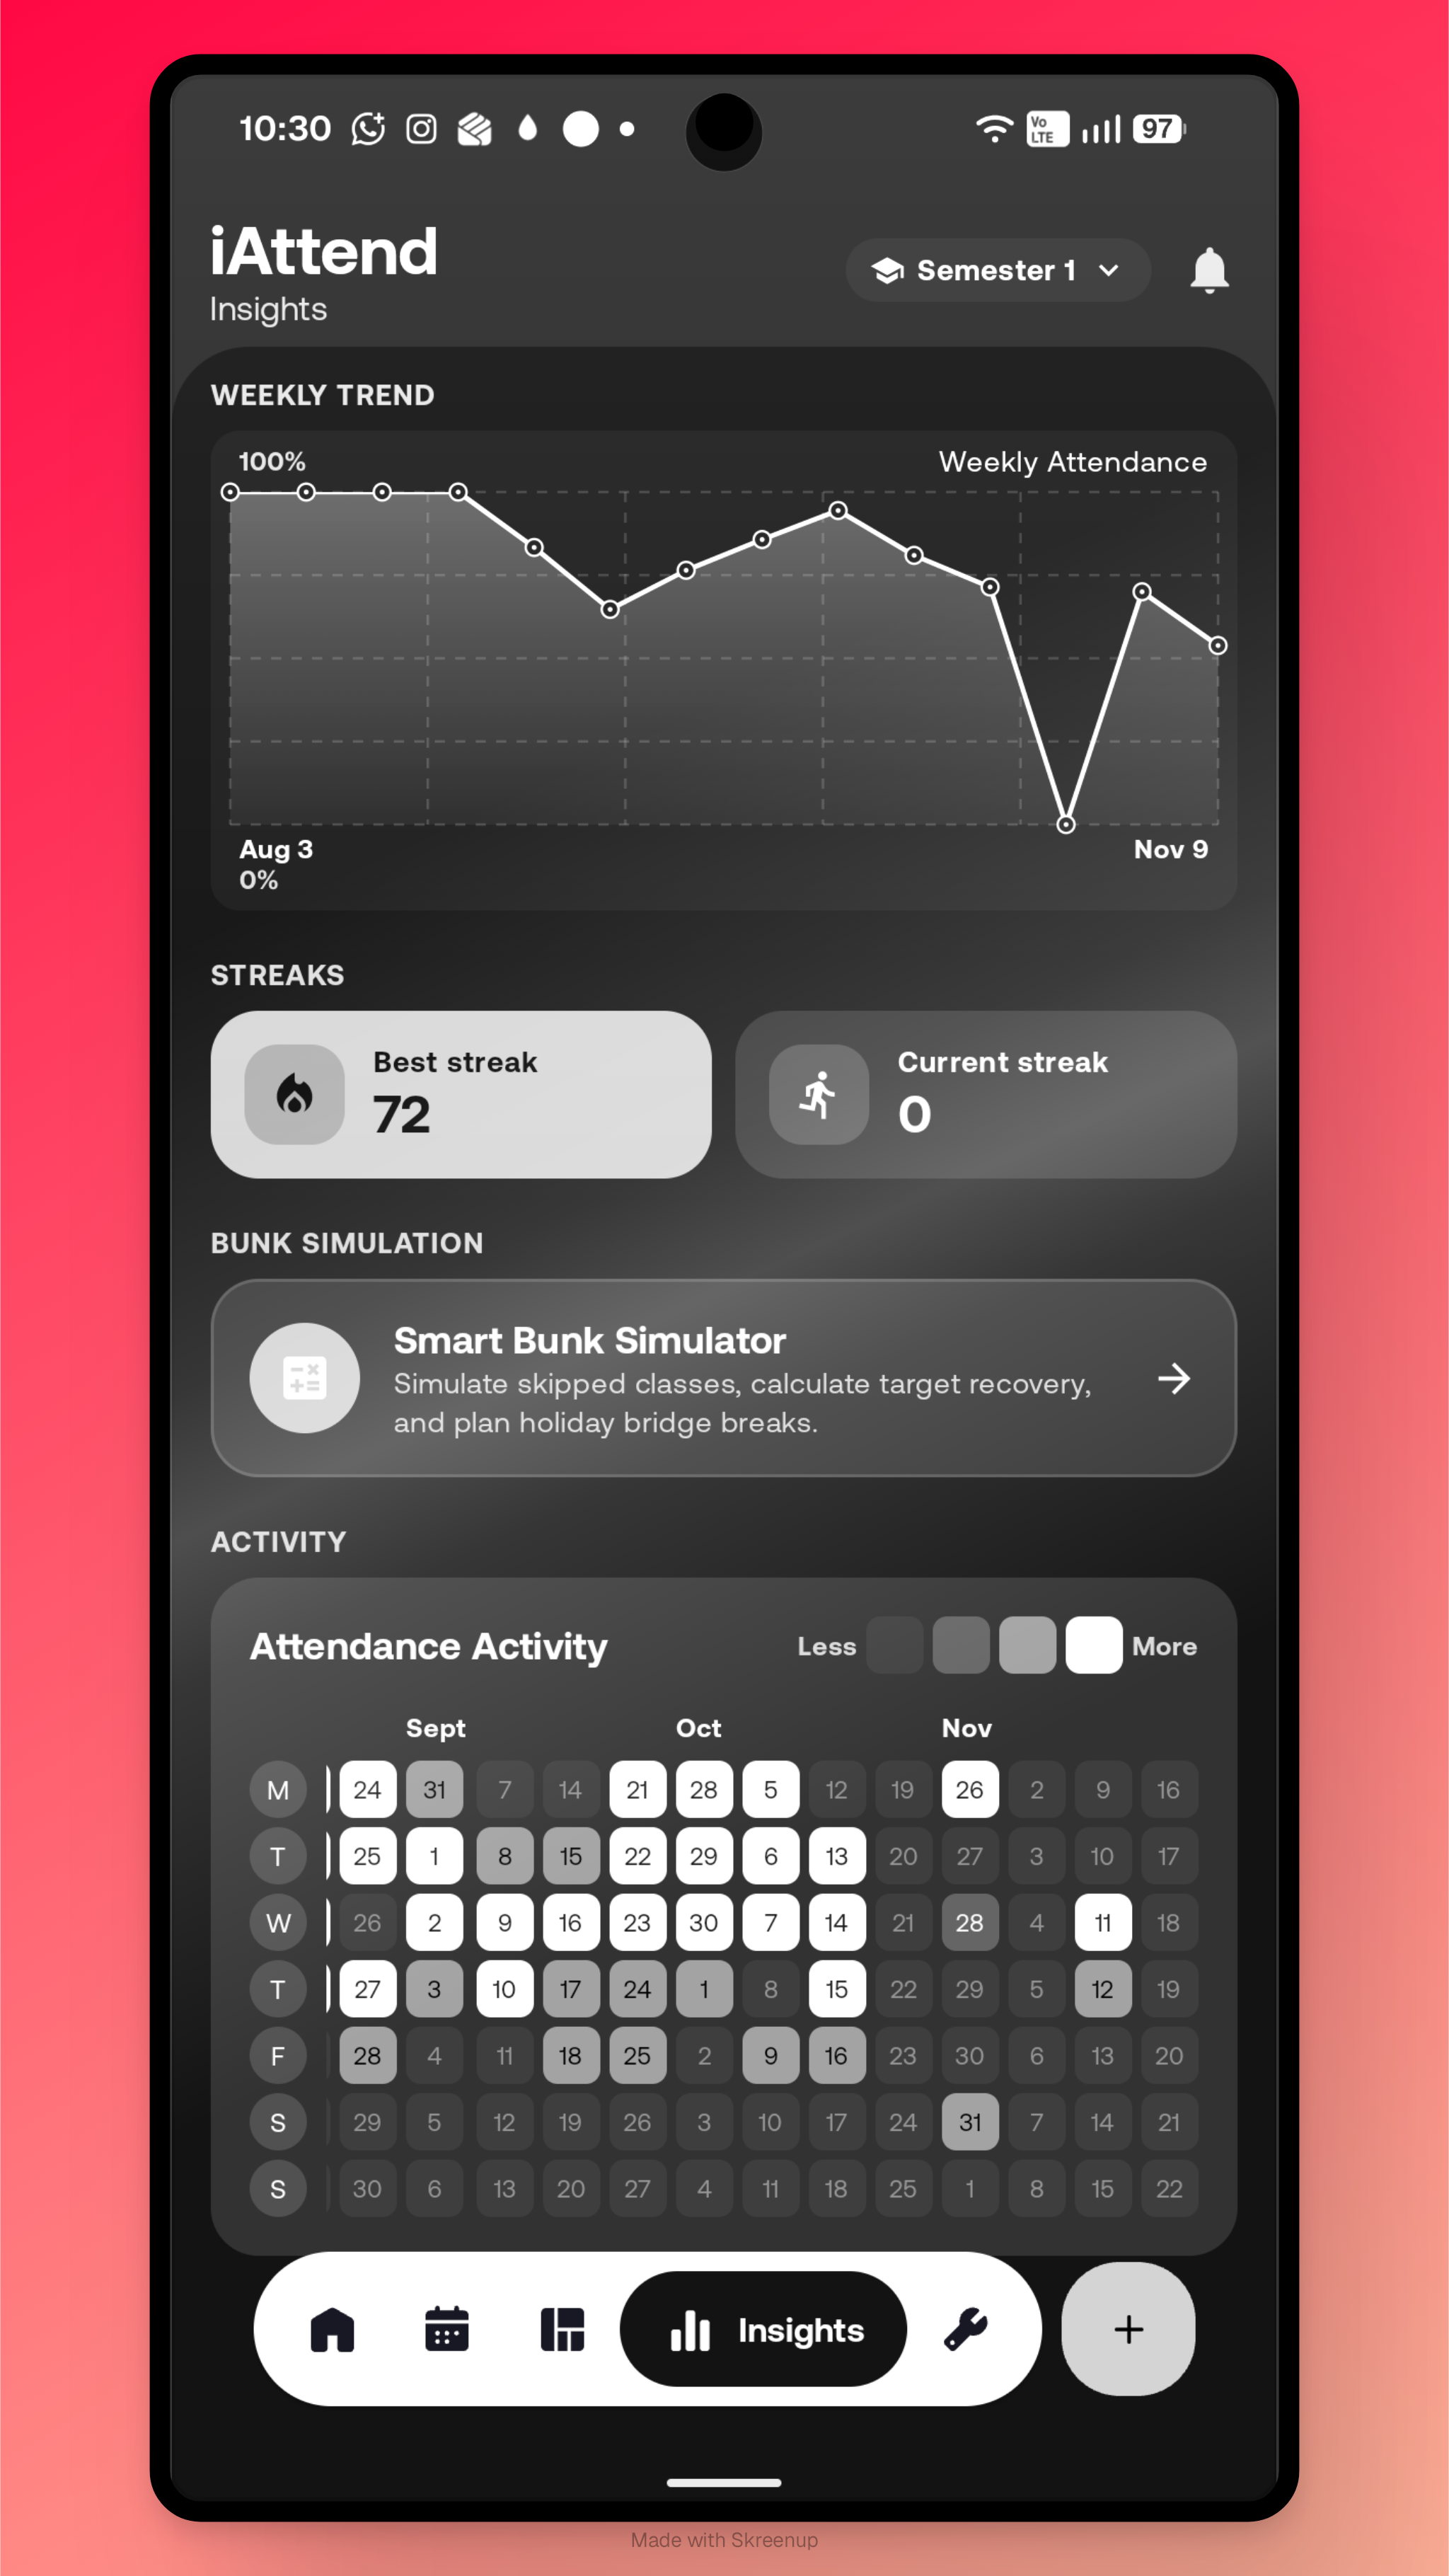 10:30
Vo
LTE
97
iAttend
Insights
Semester 1
WEEKLY TREND
100%
Weekly Attendance
Aug 3
Nov 9
0%
STREAKS
Best streak
72
Current streak
0
BUNK SIMULATION
Smart Bunk Simulator
Simulate skipped classes, calculate target recovery,
and plan holiday bridge breaks.
ACTIVITY
Attendance Activity
Less
More
Sept Oct Nov
M 24 31 7 14 21 28 5 12 19 26 2 9 16
T 25 1 8 15 22 29 6 13 20 27 3 10 17
W 26 2 9 16 23 30 7 14 21 28 4 11 18
T 27 3 10 17 24 1 8 15 22 29 5 12 19
F 28 4 11 18 25 2 9 16 23 30 6 13 20
S 29 5 12 19 26 3 10 17 24 31 7 14 21
S 30 6 13 20 27 4 11 18 25 1 8 15 22
Insights
Made with Skreenup